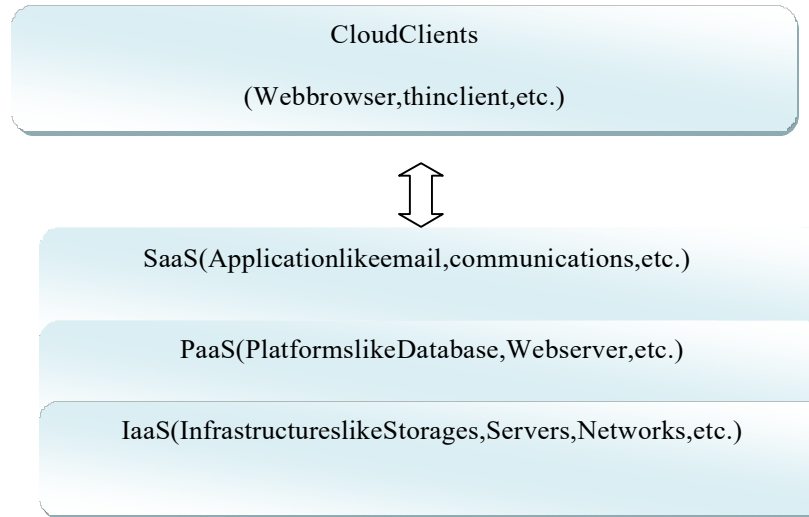 CloudClients
(Webbrowser,thinclient,etc.)
SaaS(Applicationlikeemail,communications,etc.)
PaaS(PlatformslikeDatabase,Webserver,etc.)
IaaS(InfrastructureslikeStorages,Servers,Networks,etc.)